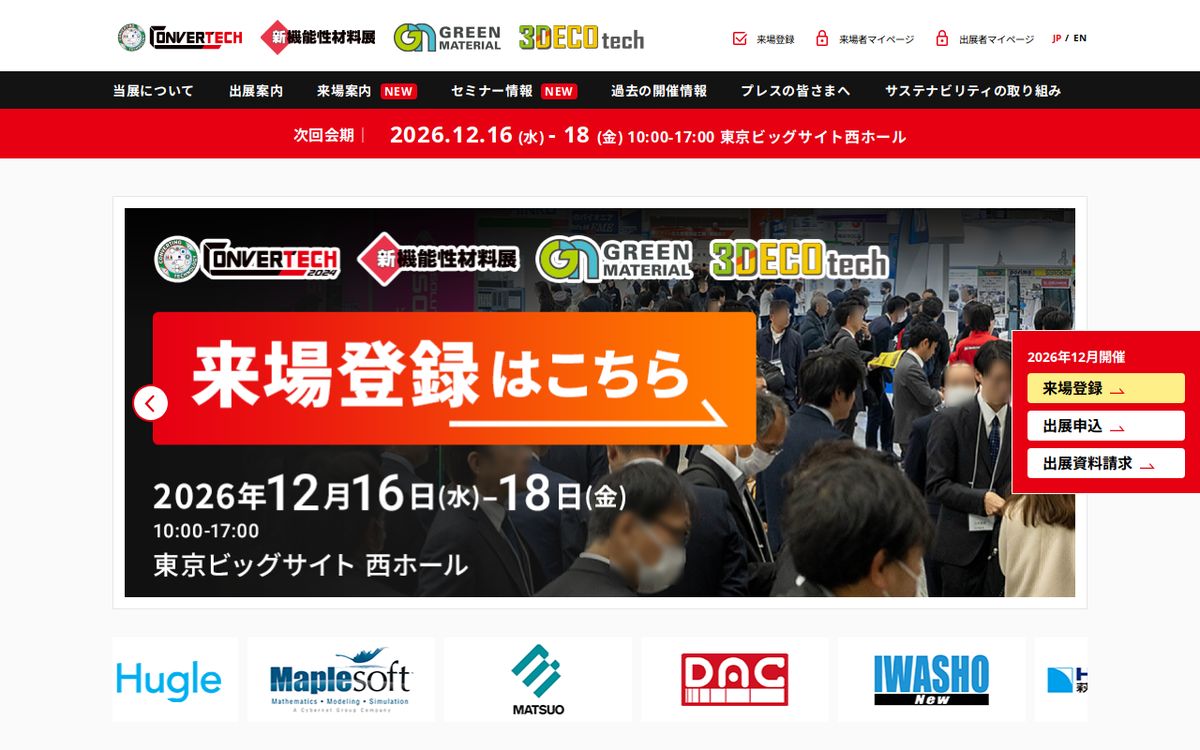 CONVERTECH
新機能性材料展
GREEN MATERIAL
3DECOtech
来場登録
来場者マイページ
出展者マイページ
JP / EN
当展について
出展案内
来場案内 NEW
セミナー情報 NEW
過去の開催情報
プレスの皆さまへ
サステナビリティの取り組み
次回会期 2026.12.16 (水) - 18 (金) 10:00-17:00 東京ビッグサイト西ホール
CONVERTECH 2024
新機能性材料展
GREEN MATERIAL
3DECOtech
来場登録はこちら
2026年12月16日(水)–18日(金)
10:00-17:00
東京ビッグサイト 西ホール
2026年12月開催
来場登録
出展申込
出展資料請求
Hugle
Maplesoft
Mathematics • Modeling • Simulation
A Cybernet Group Company
MATSUO
DAC
IWASHO
New